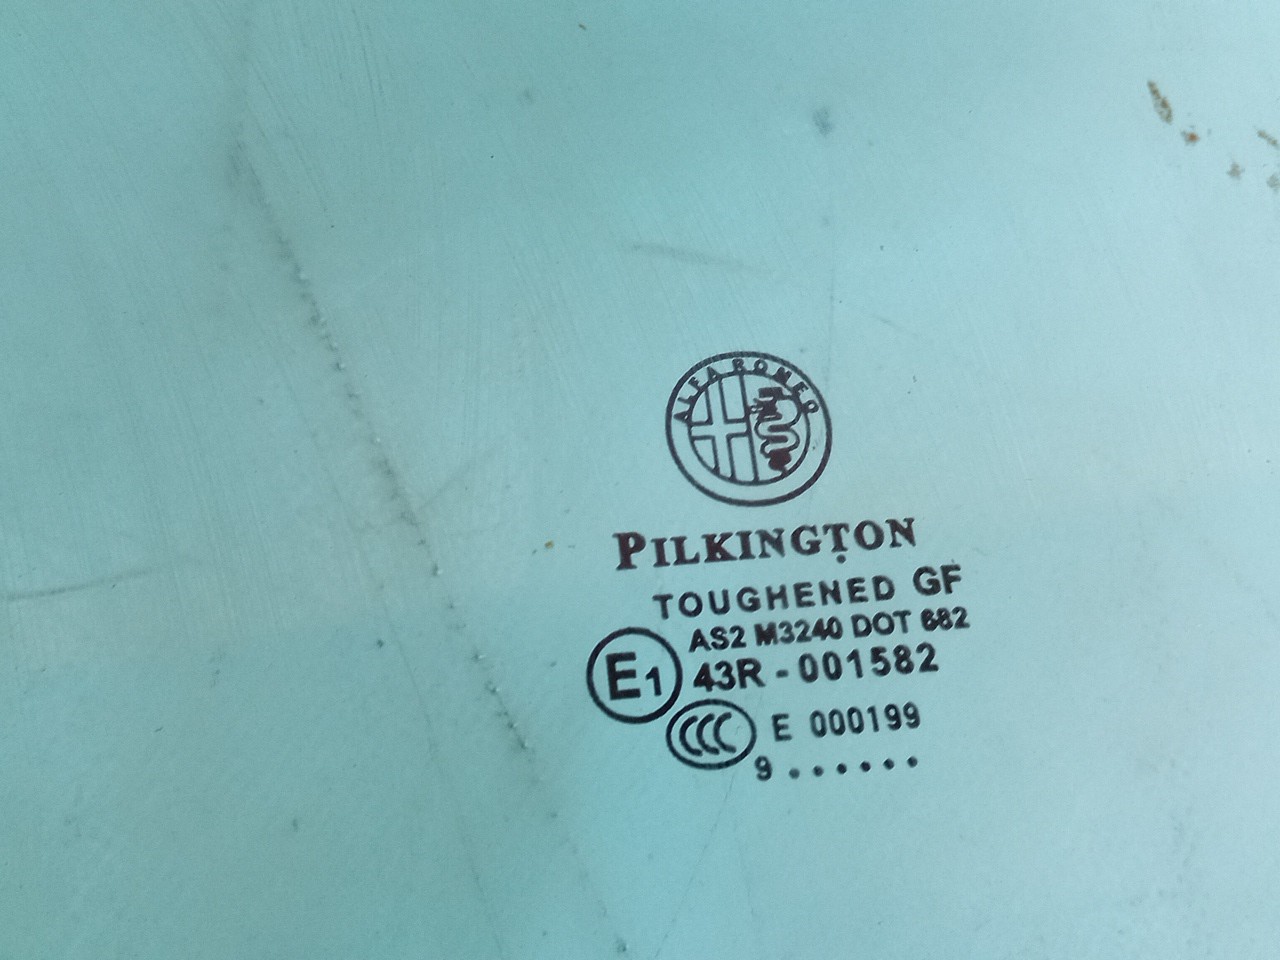 ALFA ROMEO
PILKINGTON
TOUGHENED GF
AS2 M3240 DOT 682
E1 43R - 001582
CCC E 000199
9 . . . . . .